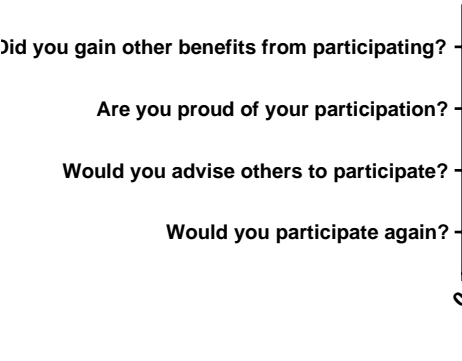 Did you gain other benefits from participating?
Are you proud of your participation?
Would you advise others to participate?
Would you participate again?